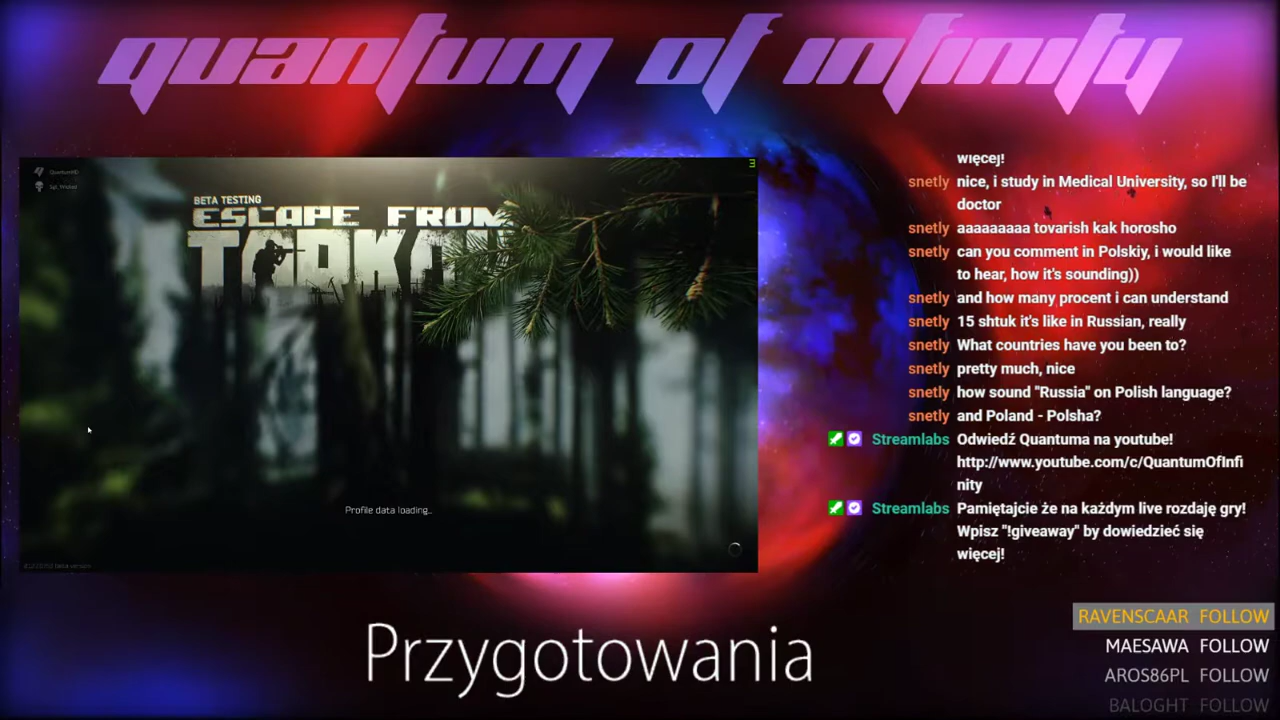 QUANTUM OF INFINITY
QuantumHD
3
BETA TESTING
ESCAPE FROM
Profile data loading..
więcej!
snetly nice, i study in Medical University, so I'll be
doctor
snetly aaaaaaaaa tovarish kak horosho
snetly can you comment in Polskiy, i would like
to hear, how it's sounding))
snetly and how many procent i can understand
snetly 15 shtuk it's like in Russian, really
snetly What countries have you been to?
snetly pretty much, nice
snetly how sound "Russia" on Polish language?
snetly and Poland - Polsha?
Streamlabs Odwiedź Quantuma na youtube!
http://www.youtube.com/c/QuantumOfInfi
nity
Streamlabs Pamiętajcie że na każdym live rozdaję gry!
Wpisz "!giveaway" by dowiedzieć się
więcej!
Przygotowania
RAVENSCAAR FOLLOW
MAESAWA FOLLOW
AROS86PL FOLLOW
BALOGHT FOLLOW